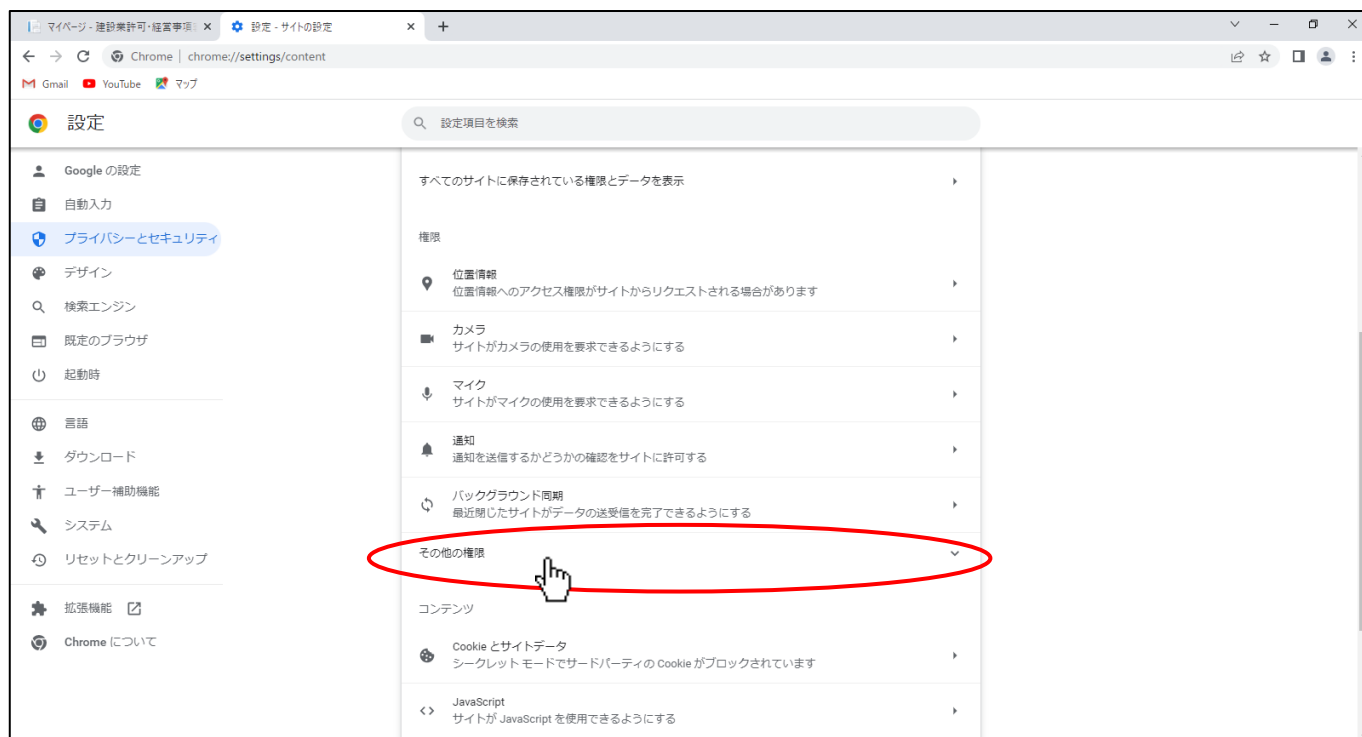 マイページ - 建設業許可・経営事項
設定 - サイトの設定
Chrome | chrome://settings/content
Gmail YouTube マップ
設定
設定項目を検索
Google の設定
自動入力
プライバシーとセキュリティ
デザイン
検索エンジン
既定のブラウザ
起動時
言語
ダウンロード
ユーザー補助機能
システム
リセットとクリーンアップ
拡張機能
Chrome について
すべてのサイトに保存されている権限とデータを表示
権限
位置情報
位置情報へのアクセス権限がサイトからリクエストされる場合があります
カメラ
サイトがカメラの使用を要求できるようにする
マイク
サイトがマイクの使用を要求できるようにする
通知
通知を送信するかどうかの確認をサイトに許可する
バックグラウンド同期
最近閉じたサイトがデータの送受信を完了できるようにする
その他の権限
コンテンツ
Cookie とサイトデータ
シークレット モードでサードパーティの Cookie がブロックされています
JavaScript
サイトが JavaScript を使用できるようにする